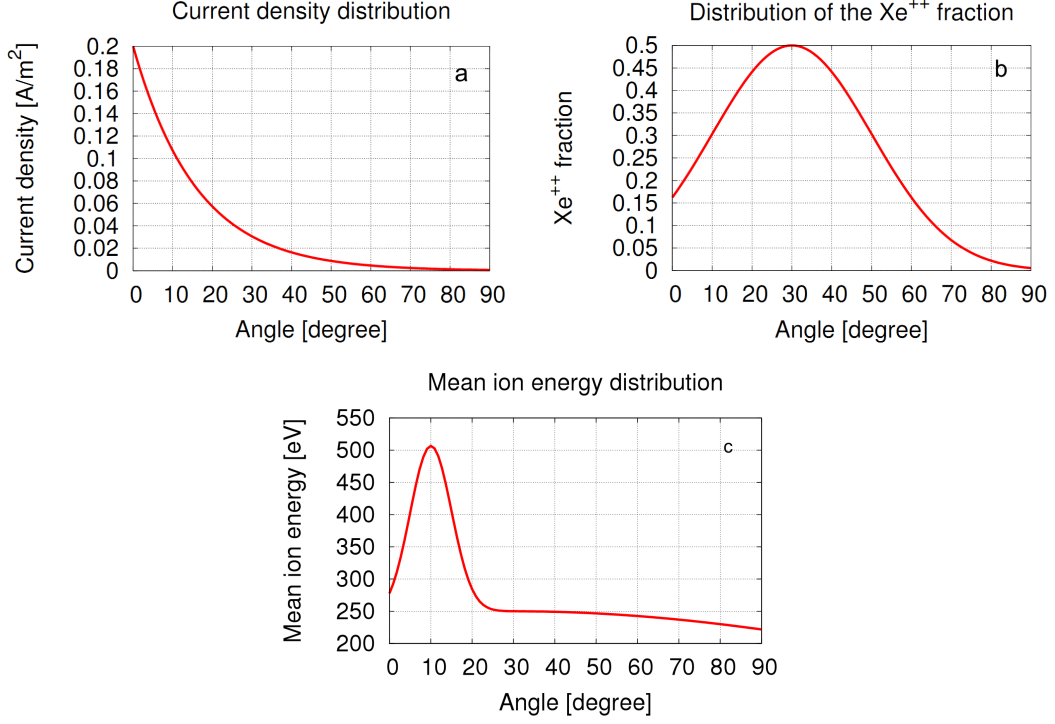 Current density distribution
Current density [A/m²]
0.2
0.18
0.16
0.14
0.12
0.1
0.08
0.06
0.04
0.02
0
a
0 10 20 30 40 50 60 70 80 90
Angle [degree]
Distribution of the Xe⁺⁺ fraction
Xe⁺⁺ fraction
0.5
0.45
0.4
0.35
0.3
0.25
0.2
0.15
0.1
0.05
0
b
0 10 20 30 40 50 60 70 80 90
Angle [degree]
Mean ion energy distribution
Mean ion energy [eV]
550
500
450
400
350
300
250
200
c
0 10 20 30 40 50 60 70 80 90
Angle [degree]